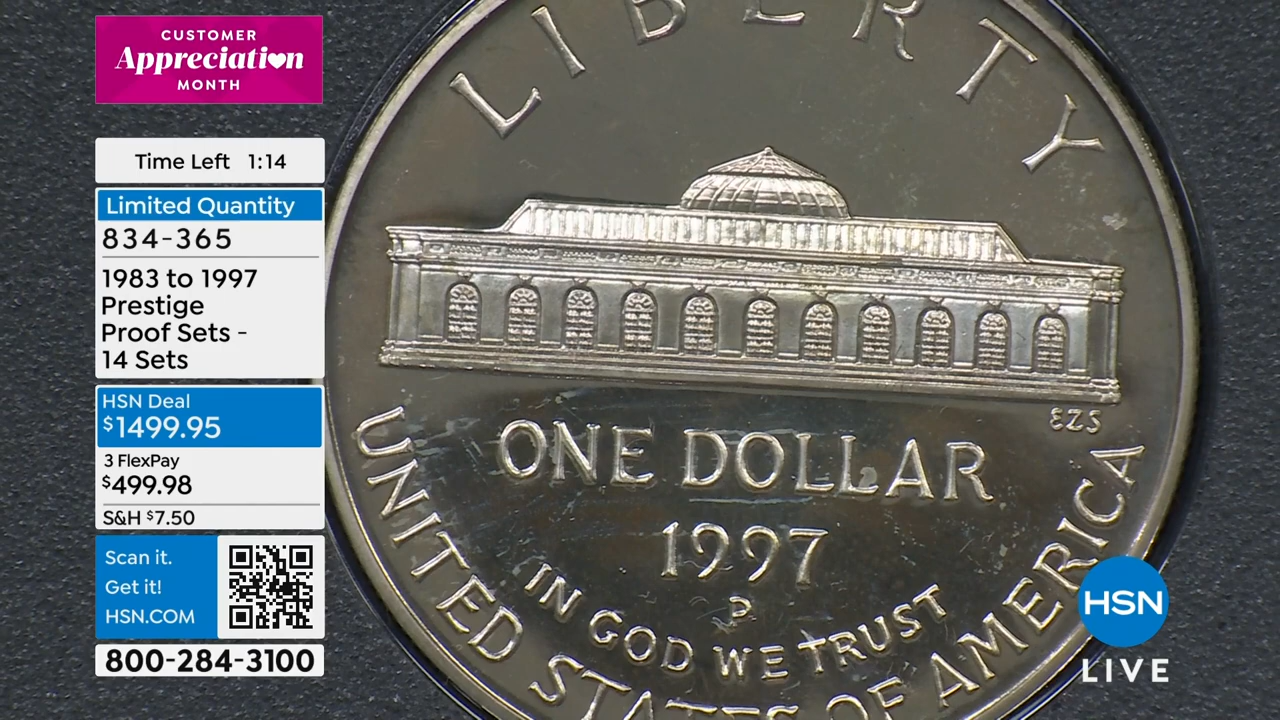 CUSTOMER
Appreciation
MONTH
Time Left 1:14
Limited Quantity
834-365
1983 to 1997
Prestige
Proof Sets -
14 Sets
HSN Deal
$1499.95
3 FlexPay
$499.98
S&H $7.50
Scan it.
Get it!
HSN.COM
800-284-3100
LIBERTY
EZS
ONE DOLLAR
1997
P
IN GOD WE TRUST
UNITED STATES OF AMERICA
HSN
LIVE